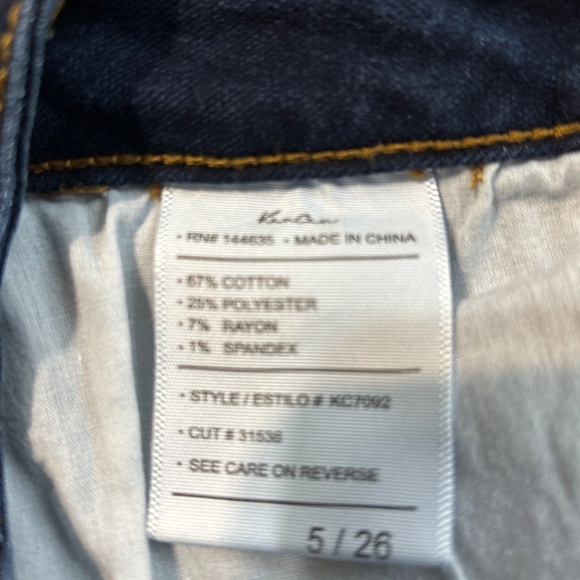 KanCan
• RN# 144635 • MADE IN CHINA
• 67% COTTON
• 25% POLYESTER
• 7% RAYON
• 1% SPANDEX
• STYLE / ESTILO # KC7092
• CUT # 31536
• SEE CARE ON REVERSE
5 / 26